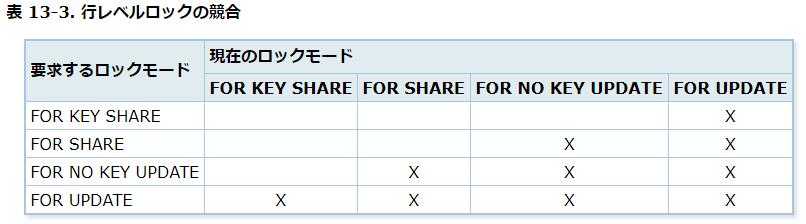 表 13-3. 行レベルロックの競合
要求するロックモード 現在のロックモード
FOR KEY SHARE FOR SHARE FOR NO KEY UPDATE FOR UPDATE
FOR KEY SHARE X
FOR SHARE X X
FOR NO KEY UPDATE X X X
FOR UPDATE X X X X